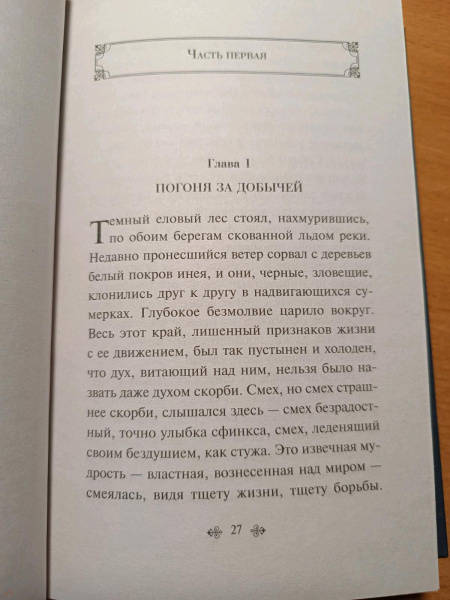 Часть первая
Глава 1
ПОГОНЯ ЗА ДОБЫЧЕЙ
Темный еловый лес стоял, нахмурившись,
по обоим берегам скованной льдом реки.
Недавно пронесшийся ветер сорвал с деревьев
белый покров инея, и они, черные, зловещие,
клонились друг к другу в надвигающихся су-
мерках. Глубокое безмолвие царило вокруг.
Весь этот край, лишенный признаков жизни
с ее движением, был так пустынен и холоден,
что дух, витающий над ним, нельзя было на-
звать даже духом скорби. Смех, но смех страш-
нее скорби, слышался здесь — смех безрадост-
ный, точно улыбка сфинкса, смех, леденящий
своим бездушием, как стужа. Это извечная му-
дрость — властная, вознесенная над миром —
смеялась, видя тщету жизни, тщету борьбы.
27